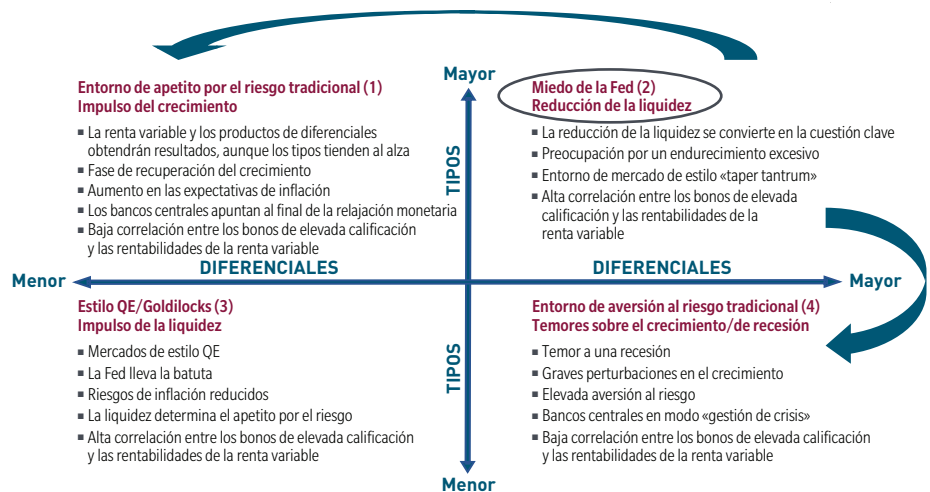 Mayor
Entorno de apetito por el riesgo tradicional (1)
Impulso del crecimiento
▪ La renta variable y los productos de diferenciales
obtendrán resultados, aunque los tipos tienden al alza
▪ Fase de recuperación del crecimiento
▪ Aumento en las expectativas de inflación
▪ Los bancos centrales apuntan al final de la relajación monetaria
▪ Baja correlación entre los bonos de elevada calificación
y las rentabilidades de la renta variable
TIPOS
Miedo de la Fed (2)
Reducción de la liquidez
▪ La reducción de la liquidez se convierte en la cuestión clave
▪ Preocupación por un endurecimiento excesivo
▪ Entorno de mercado de estilo «taper tantrum»
▪ Alta correlación entre los bonos de elevada
calificación y las rentabilidades de la
renta variable
Menor
DIFERENCIALES
DIFERENCIALES
Mayor
Estilo QE/Goldilocks (3)
Impulso de la liquidez
▪ Mercados de estilo QE
▪ La Fed lleva la batuta
▪ Riesgos de inflación reducidos
▪ La liquidez determina el apetito por el riesgo
▪ Alta correlación entre los bonos de elevada calificación
y las rentabilidades de la renta variable
TIPOS
Entorno de aversión al riesgo tradicional (4)
Temores sobre el crecimiento/de recesión
▪ Temor a una recesión
▪ Graves perturbaciones en el crecimiento
▪ Elevada aversión al riesgo
▪ Bancos centrales en modo «gestión de crisis»
▪ Baja correlación entre los bonos de elevada calificación
y las rentabilidades de la renta variable
Menor